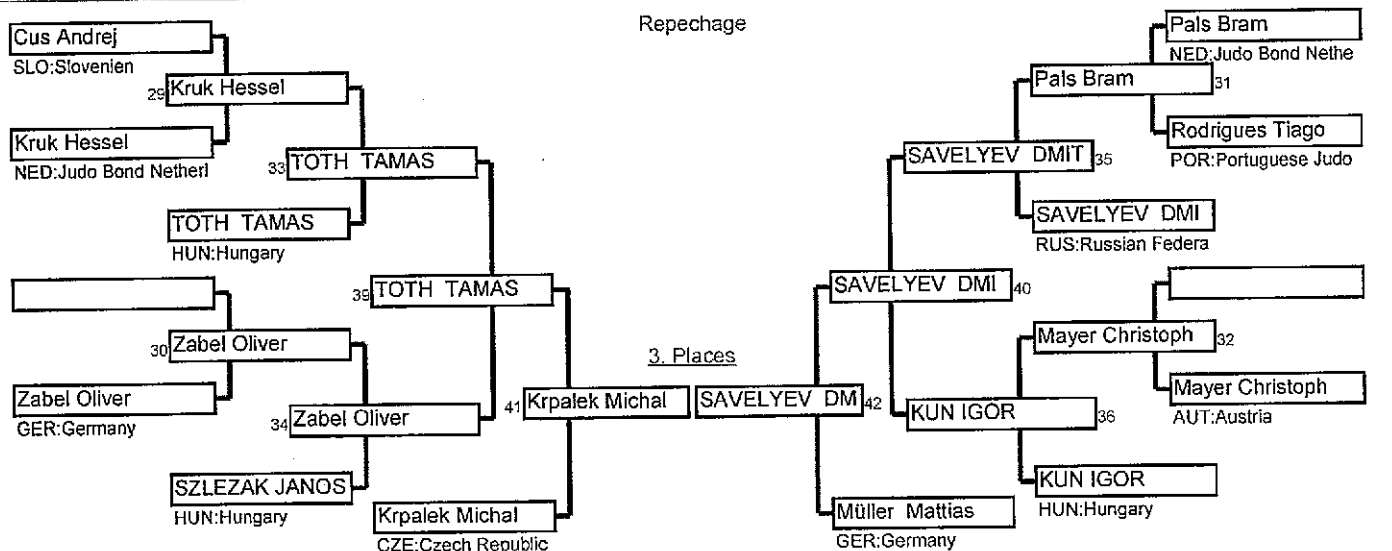 Repechage
Cus Andrej
SLO:Slovenien
29 Kruk Hessel
Kruk Hessel
NED:Judo Bond Netherl
33 TOTH TAMAS
TOTH TAMAS
HUN:Hungary
39 TOTH TAMAS
30 Zabel Oliver
Zabel Oliver
GER:Germany
34 Zabel Oliver
SZLEZAK JANOS
HUN:Hungary
41 Krpalek Michal
Krpalek Michal
CZE:Czech Republic
3. Places
Pals Bram
NED:Judo Bond Nethe
Pals Bram 31
Rodrigues Tiago
POR:Portuguese Judo
SAVELYEV DMIT 35
SAVELYEV DMI
RUS:Russian Federa
SAVELYEV DMI 40
Mayer Christoph 32
Mayer Christoph
AUT:Austria
SAVELYEV DM 42
KUN IGOR 36
KUN IGOR
HUN:Hungary
Müller Mattias
GER:Germany